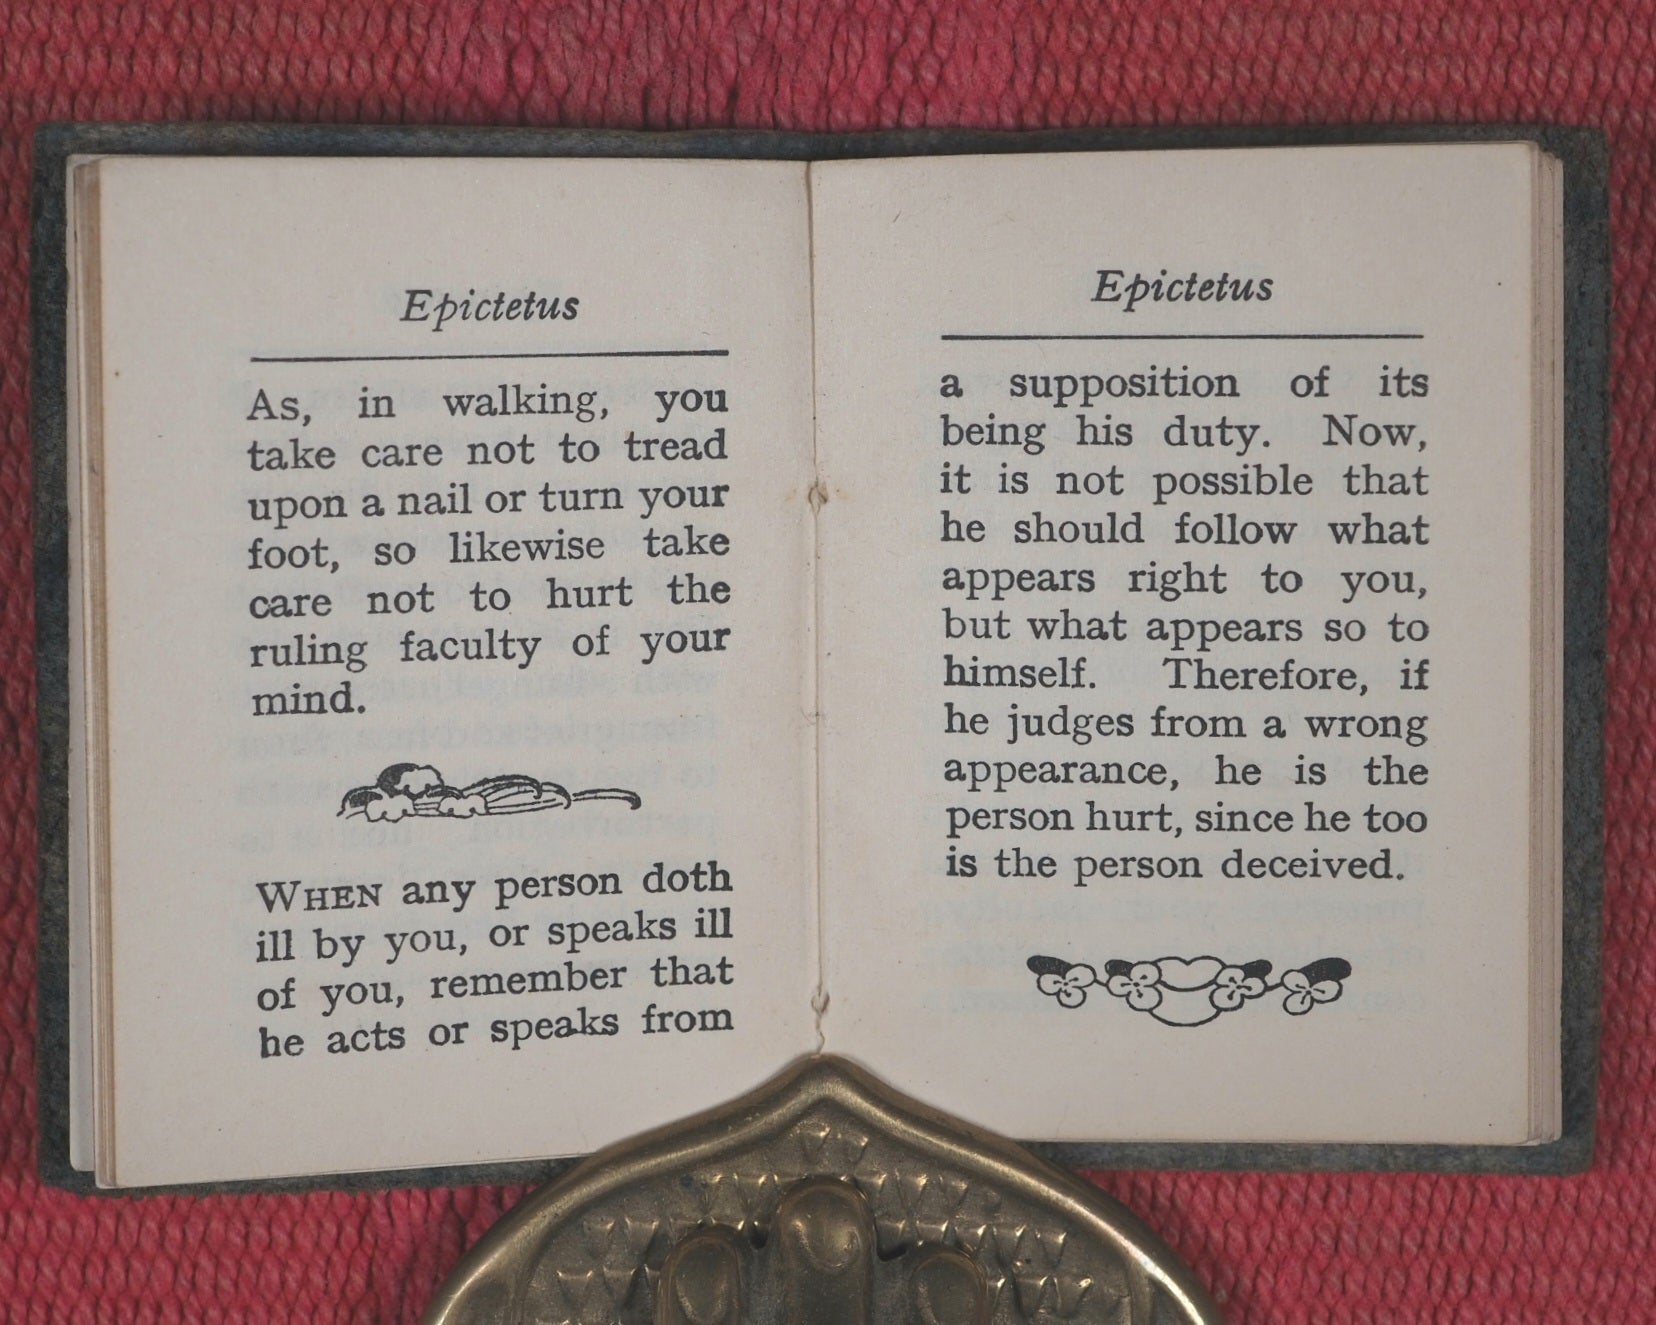 Epictetus
As, in walking, you
take care not to tread
upon a nail or turn your
foot, so likewise take
care not to hurt the
ruling faculty of your
mind.
WHEN any person doth
ill by you, or speaks ill
of you, remember that
he acts or speaks from
Epictetus
a supposition of its
being his duty. Now,
it is not possible that
he should follow what
appears right to you,
but what appears so to
himself. Therefore, if
he judges from a wrong
appearance, he is the
person hurt, since he too
is the person deceived.